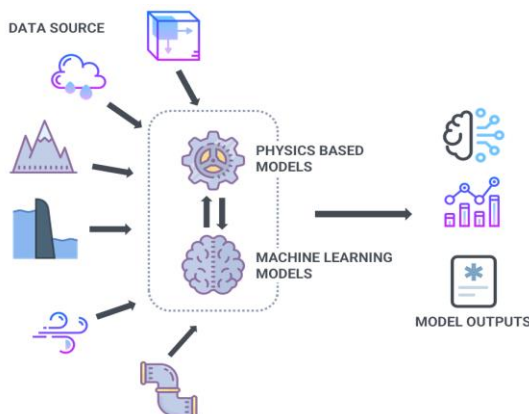 DATA SOURCE
PHYSICS BASED
MODELS
MACHINE LEARNING
MODELS
MODEL OUTPUTS